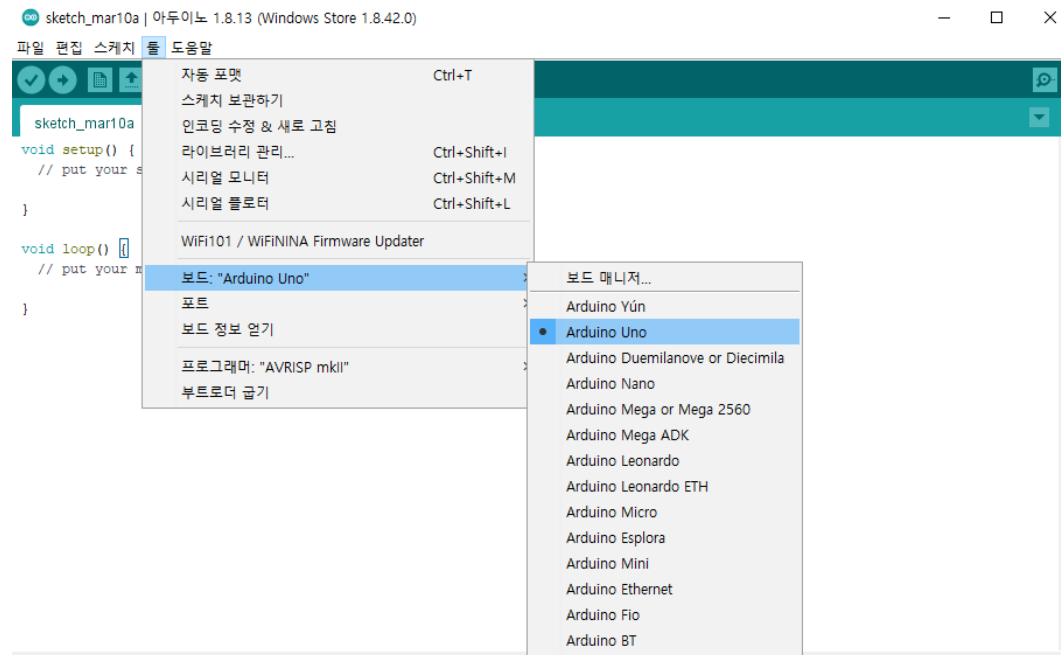 sketch_mar10a | 아두이노 1.8.13 (Windows Store 1.8.42.0)
파일 편집 스케치 툴 도움말
sketch_mar10a
void setup() {
// put your s
}
void loop() {
// put your m
}
자동 포맷 Ctrl+T
스케치 보관하기
인코딩 수정 & 새로 고침
라이브러리 관리... Ctrl+Shift+I
시리얼 모니터 Ctrl+Shift+M
시리얼 플로터 Ctrl+Shift+L
WiFi101 / WiFiNINA Firmware Updater
보드: "Arduino Uno"
포트
보드 정보 얻기
프로그래머: "AVRISP mkII"
부트로더 굽기
보드 매니저...
Arduino Yún
Arduino Uno
Arduino Duemilanove or Diecimila
Arduino Nano
Arduino Mega or Mega 2560
Arduino Mega ADK
Arduino Leonardo
Arduino Leonardo ETH
Arduino Micro
Arduino Esplora
Arduino Mini
Arduino Ethernet
Arduino Fio
Arduino BT